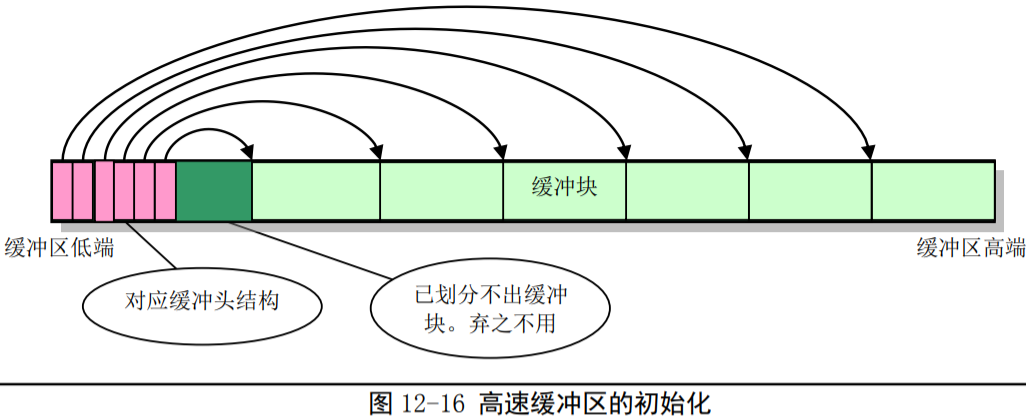 缓冲块
缓冲区低端
缓冲区高端
对应缓冲头结构
已划分不出缓冲
块。弃之不用
图 12-16 高速缓冲区的初始化